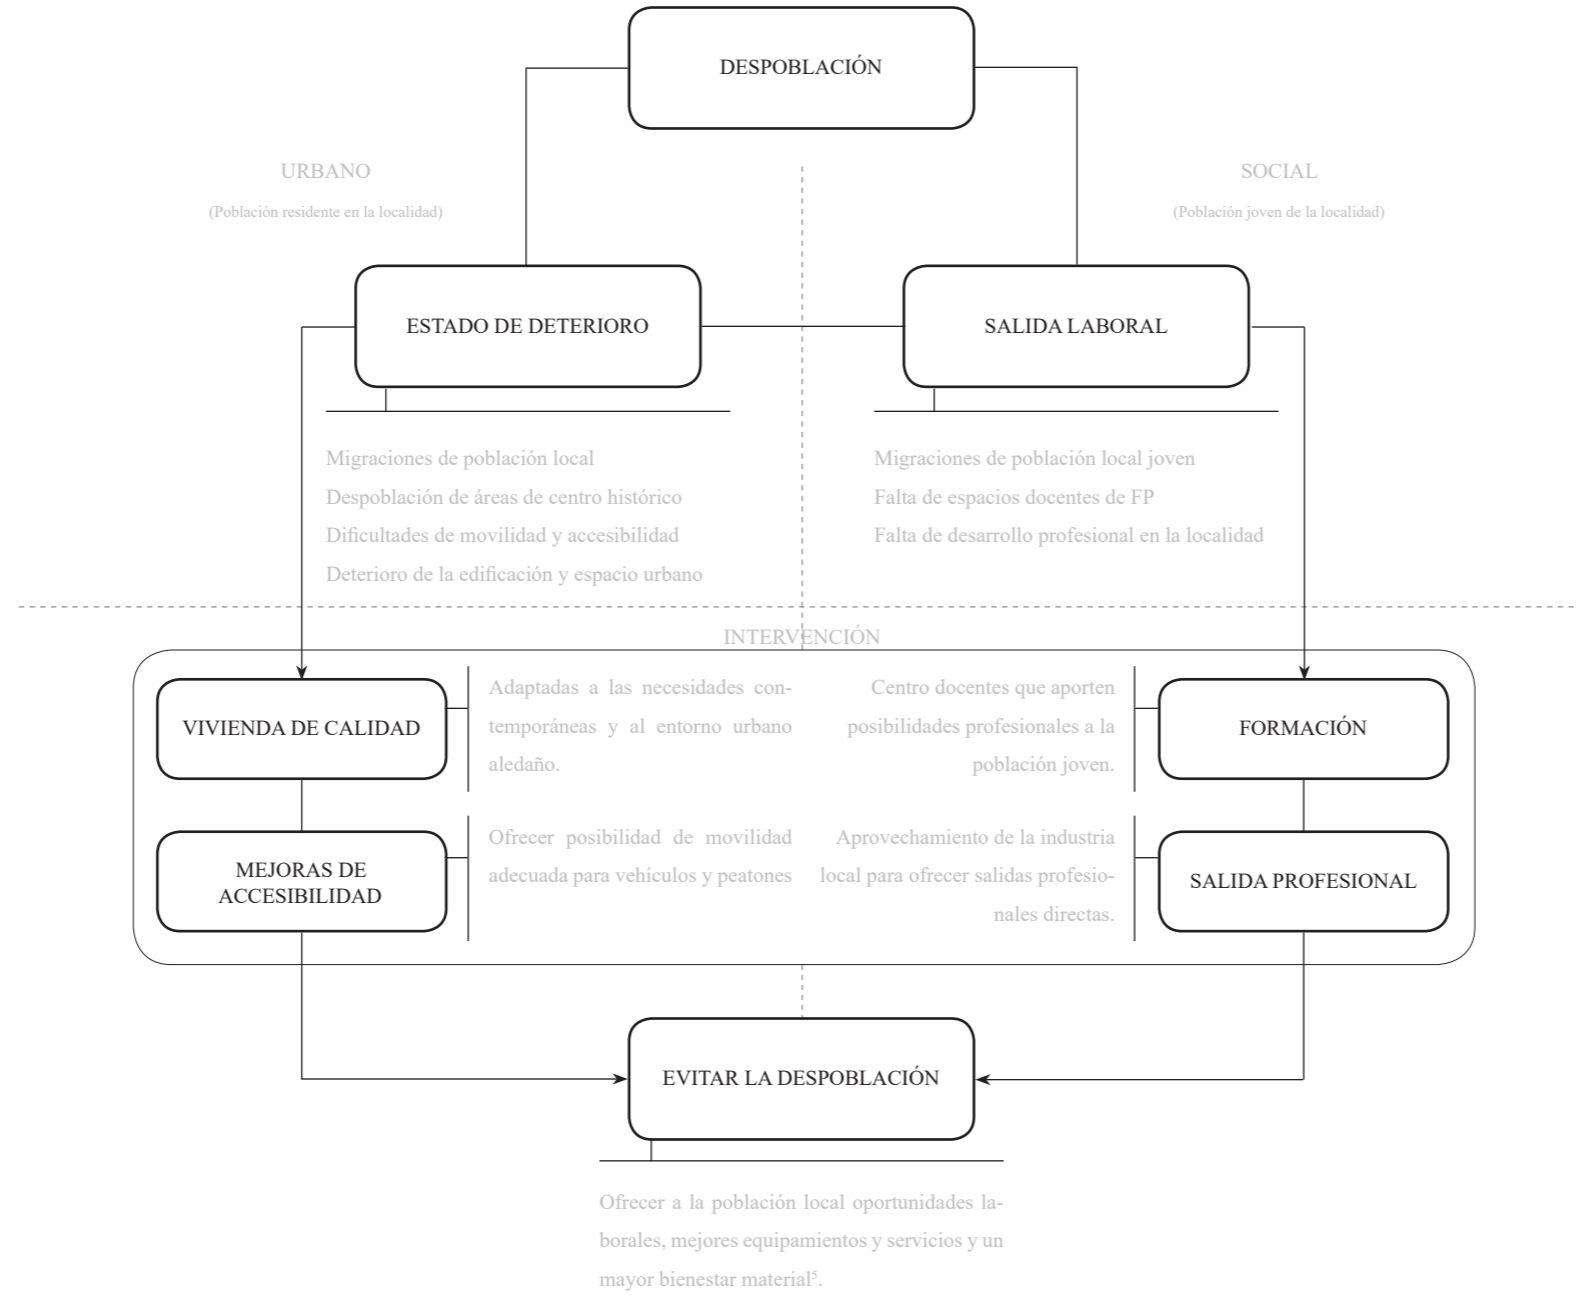 DESPOBLACIÓN
URBANO
(Población residente en la localidad)
SOCIAL
(Población joven de la localidad)
ESTADO DE DETERIORO
SALIDA LABORAL
Migraciones de población local
Despoblación de áreas de centro histórico
Dificultades de movilidad y accesibilidad
Deterioro de la edificación y espacio urbano
Migraciones de población local joven
Falta de espacios docentes de FP
Falta de desarrollo profesional en la localidad
INTERVENCIÓN
VIVIENDA DE CALIDAD
Adaptadas a las necesidades con-
temporáneas y al entorno urbano
aledaño.
Centro docentes que aporten
posibilidades profesionales a la
población joven.
FORMACIÓN
MEJORAS DE
ACCESIBILIDAD
Ofrecer posibilidad de movilidad
adecuada para vehículos y peatones
Aprovechamiento de la industria
local para ofrecer salidas profesio-
nales directas.
SALIDA PROFESIONAL
EVITAR LA DESPOBLACIÓN
Ofrecer a la población local oportunidades la-
borales, mejores equipamientos y servicios y un
mayor bienestar material⁵.